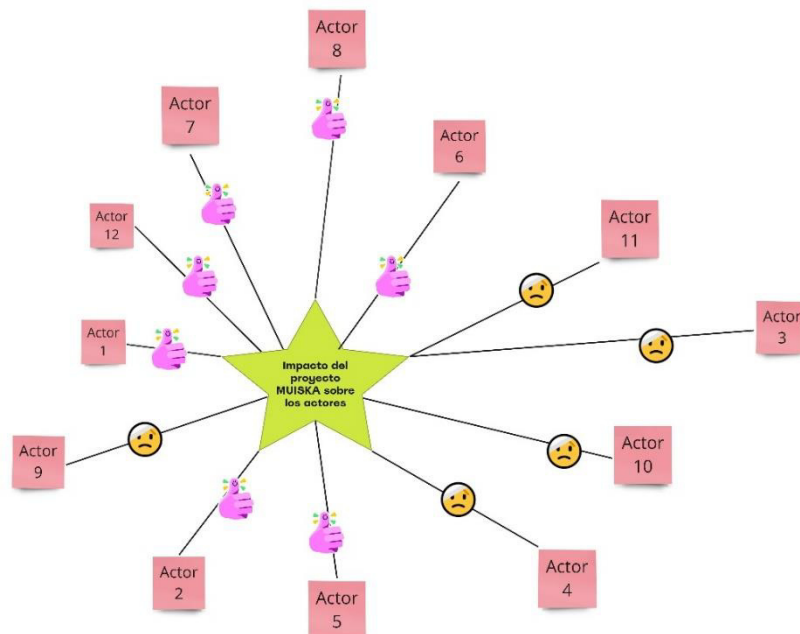 Actor
8
Actor
7
Actor
6
Actor
12
Actor
11
Actor
1
Actor
3
Impacto del
proyecto
MUISKA sobre
los actores
Actor
9
Actor
10
Actor
2
Actor
5
Actor
4